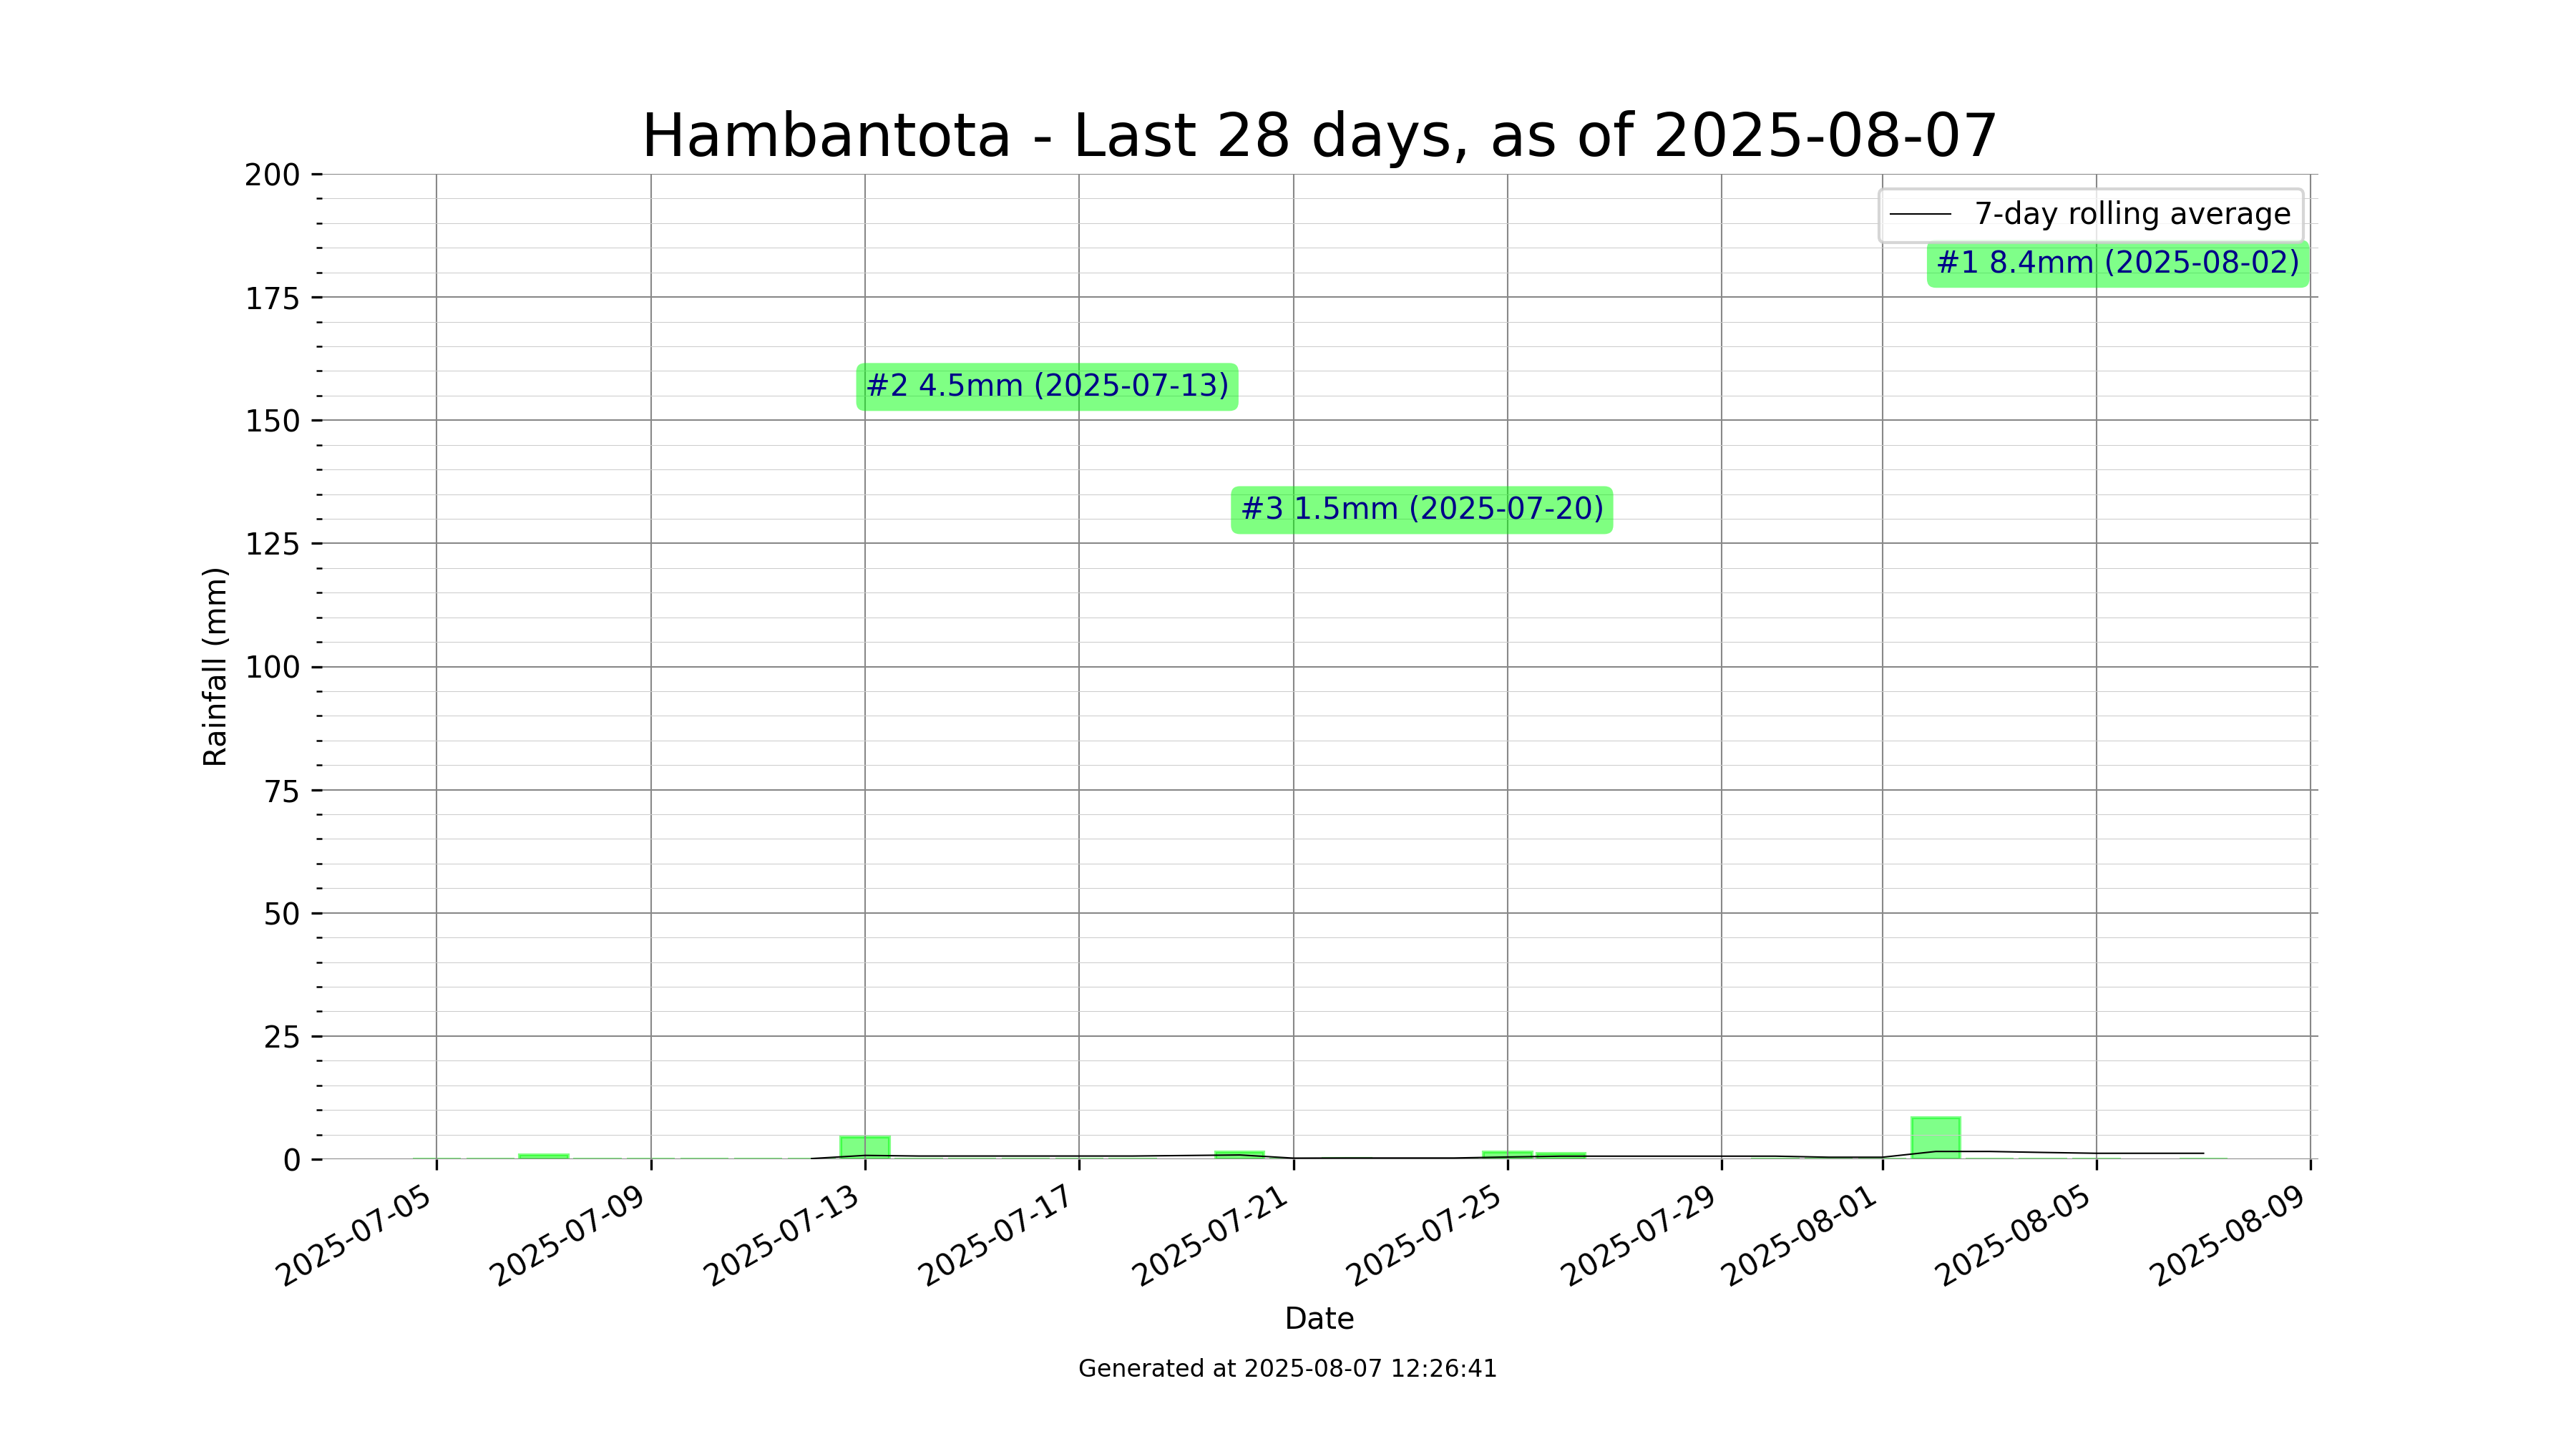 Hambantota - Last 28 days, as of 2025-08-07
200
175
150
125
100
75
50
25
0
Rainfall (mm)
7-day rolling average
#1 8.4mm (2025-08-02)
#2 4.5mm (2025-07-13)
#3 1.5mm (2025-07-20)
2025-07-05
2025-07-09
2025-07-13
2025-07-17
2025-07-21
2025-07-25
2025-07-29
2025-08-01
2025-08-05
2025-08-09
Date
Generated at 2025-08-07 12:26:41